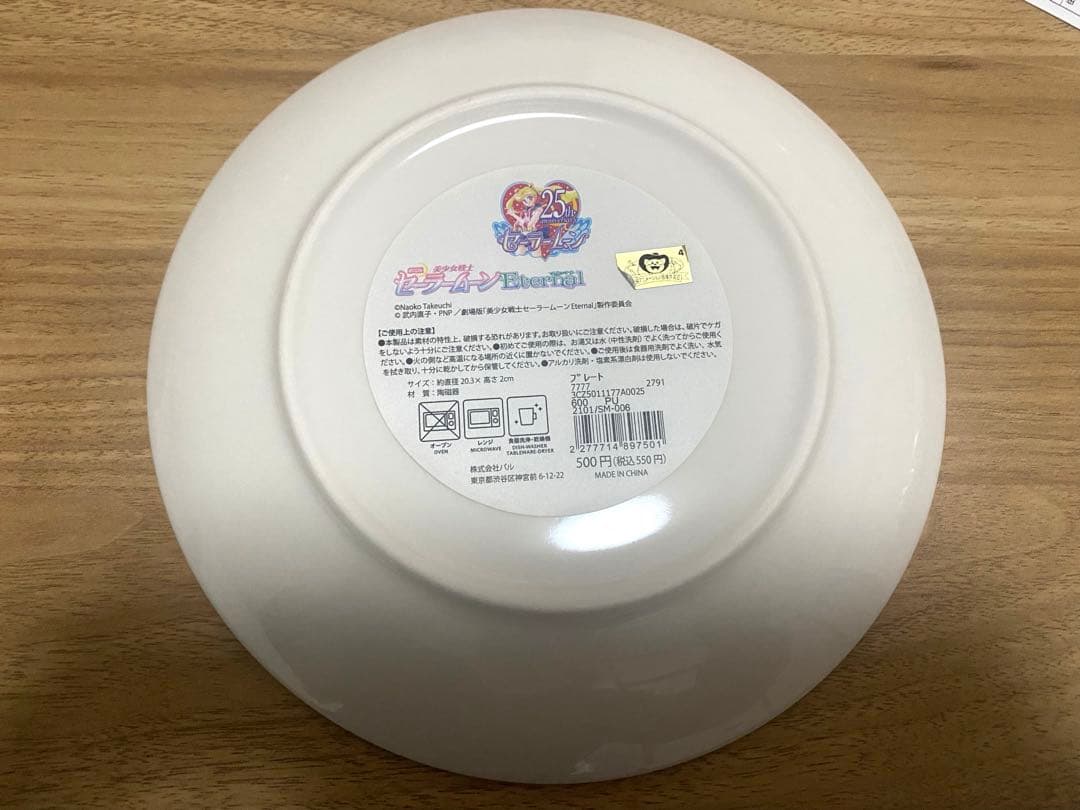 25th
ANNIVERSARY
セーラームーン
美少女戦士
セーラームーン Eternal
4
©Naoko Takeuchi
© 武内直子・PNP/劇場版「美少女戦士セーラームーンEternal」製作委員会
【ご使用上の注意】
●本製品は素材の特性上、破損する恐れがあります。お取り扱いにご注意ください。破損した場合は、破片でケガ
をしないよう十分にご注意ください。●初めてご使用の際は、お湯又は水(中性洗剤)でよく洗ってからご使用く
ださい。●火の側など高温になる場所の近くに置かないでください。●ご使用後は食器用洗剤でよく洗い、水気
を拭き取り、十分に乾かしてから保管してください。●アルカリ洗剤・塩素系漂白剤は使用しないでください。
サイズ:約直径 20.3× 高さ 2cm
材 質:陶磁器
プレート
7777 2791
3CZ5011177A0025
600 PU
2101/SM-006
オーブン
OVEN
レンジ
MICROWAVE
食器洗浄・乾燥機
DISH-WASHER
TABLEWARE-DRYER
2 277714 897501
500円(税込550円)
MADE IN CHINA
株式会社パル
東京都渋谷区神宮前 6-12-22